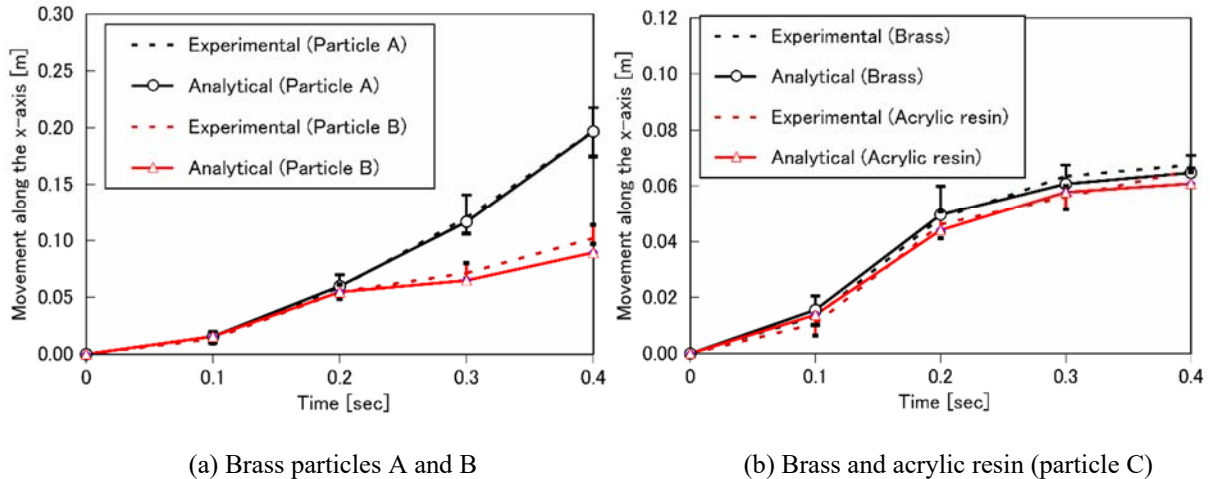 0.30
0.25
0.20
0.15
0.10
0.05
0.00
Movement along the x-axis [m]
Experimental (Particle A)
Analytical (Particle A)
Experimental (Particle B)
Analytical (Particle B)
0
0.1
0.2
0.3
0.4
Time [sec]
(a) Brass particles A and B
0.12
0.10
0.08
0.06
0.04
0.02
0.00
Movement along the x-axis [m]
Experimental (Brass)
Analytical (Brass)
Experimental (Acrylic resin)
Analytical (Acrylic resin)
0
0.1
0.2
0.3
0.4
Time [sec]
(b) Brass and acrylic resin (particle C)